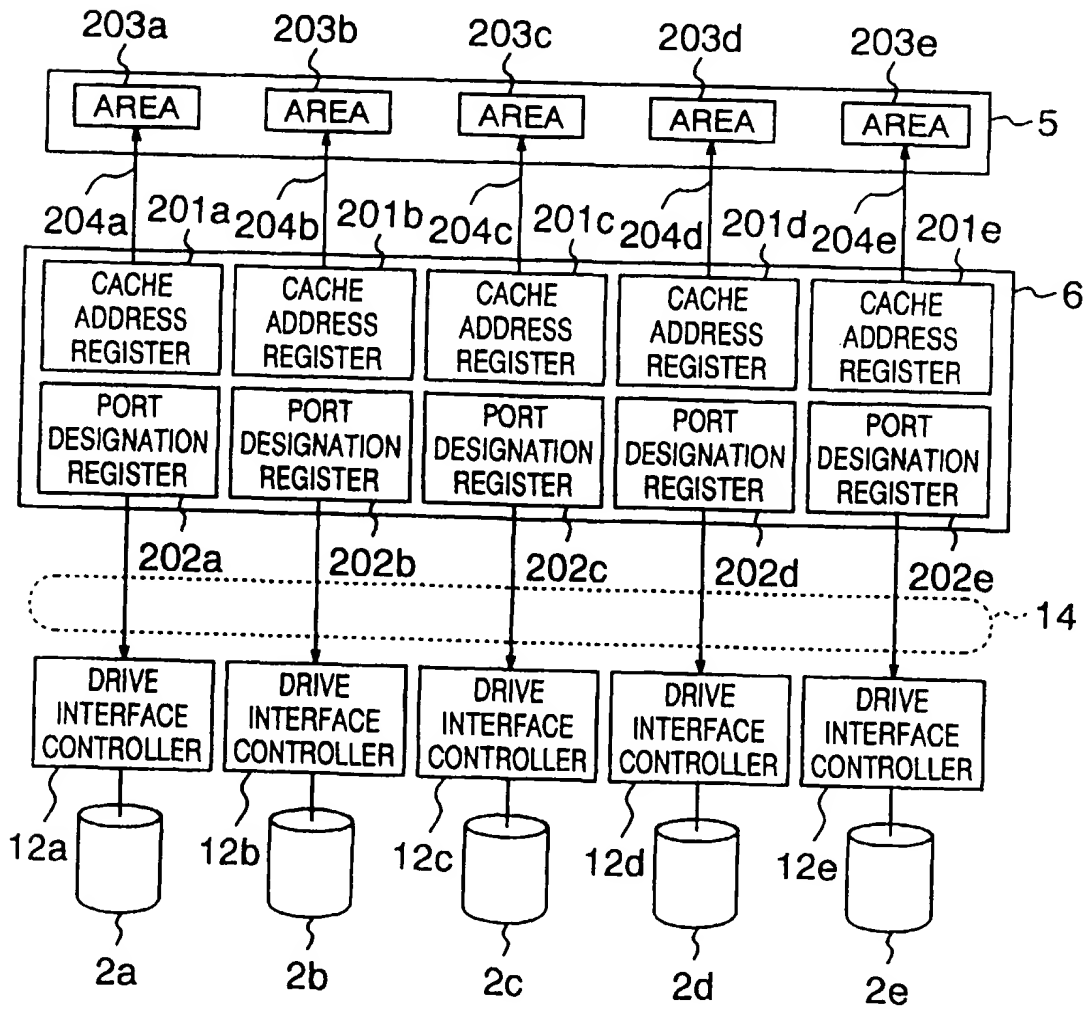 203a 203b 203c 203d 203e
AREA AREA AREA AREA AREA
5
204a 201a 204b 201b 204c 201c 204d 201d 204e 201e
6
CACHE ADDRESS REGISTER
CACHE ADDRESS REGISTER
CACHE ADDRESS REGISTER
CACHE ADDRESS REGISTER
CACHE ADDRESS REGISTER
PORT DESIGNATION REGISTER
PORT DESIGNATION REGISTER
PORT DESIGNATION REGISTER
PORT DESIGNATION REGISTER
PORT DESIGNATION REGISTER
202a 202b 202c 202d 202e
14
DRIVE INTERFACE CONTROLLER
DRIVE INTERFACE CONTROLLER
DRIVE INTERFACE CONTROLLER
DRIVE INTERFACE CONTROLLER
DRIVE INTERFACE CONTROLLER
12a 12b 12c 12d 12e
2a 2b 2c 2d 2e